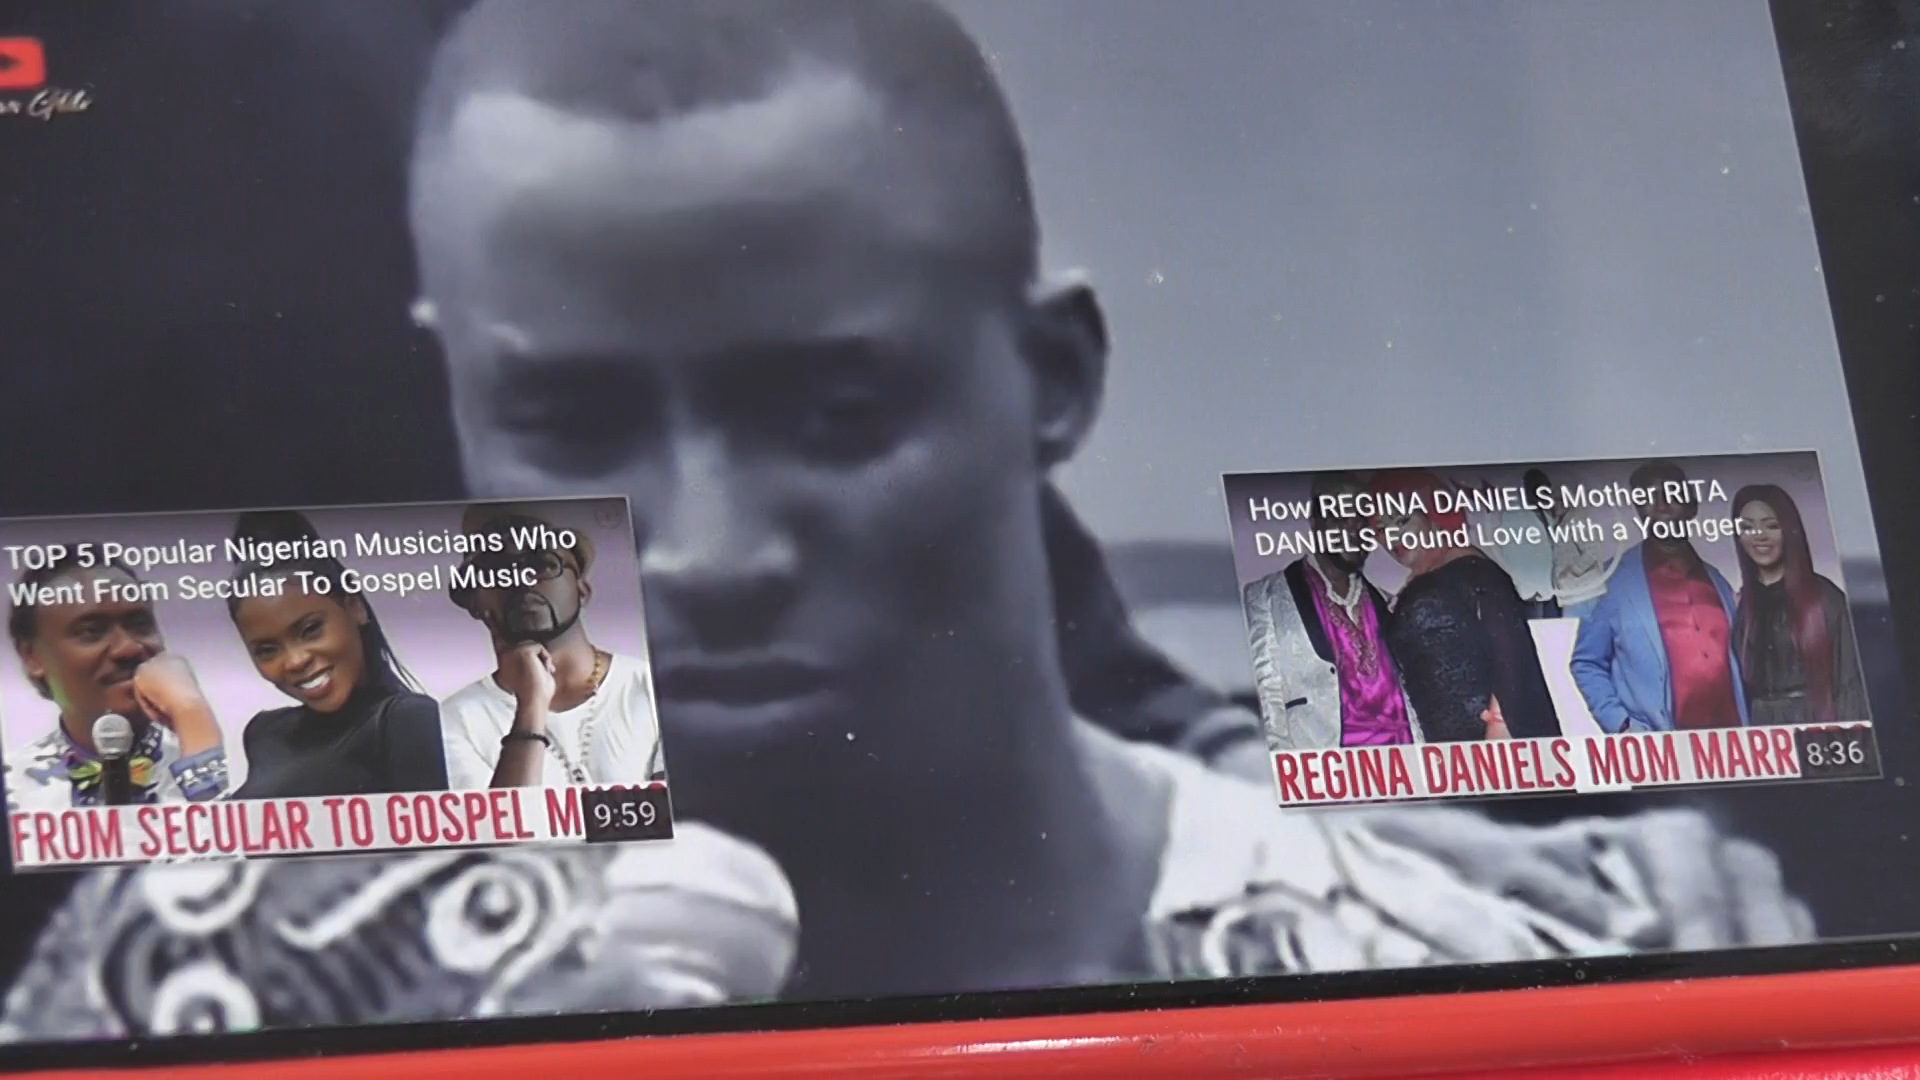 TOP 5 Popular Nigerian Musicians Who
Went From Secular To Gospel Music
FROM SECULAR TO GOSPEL
9:59
How REGINA DANIELS Mother RITA
DANIELS Found Love with a Younger...
REGINA DANIELS MOM MARR
8:36